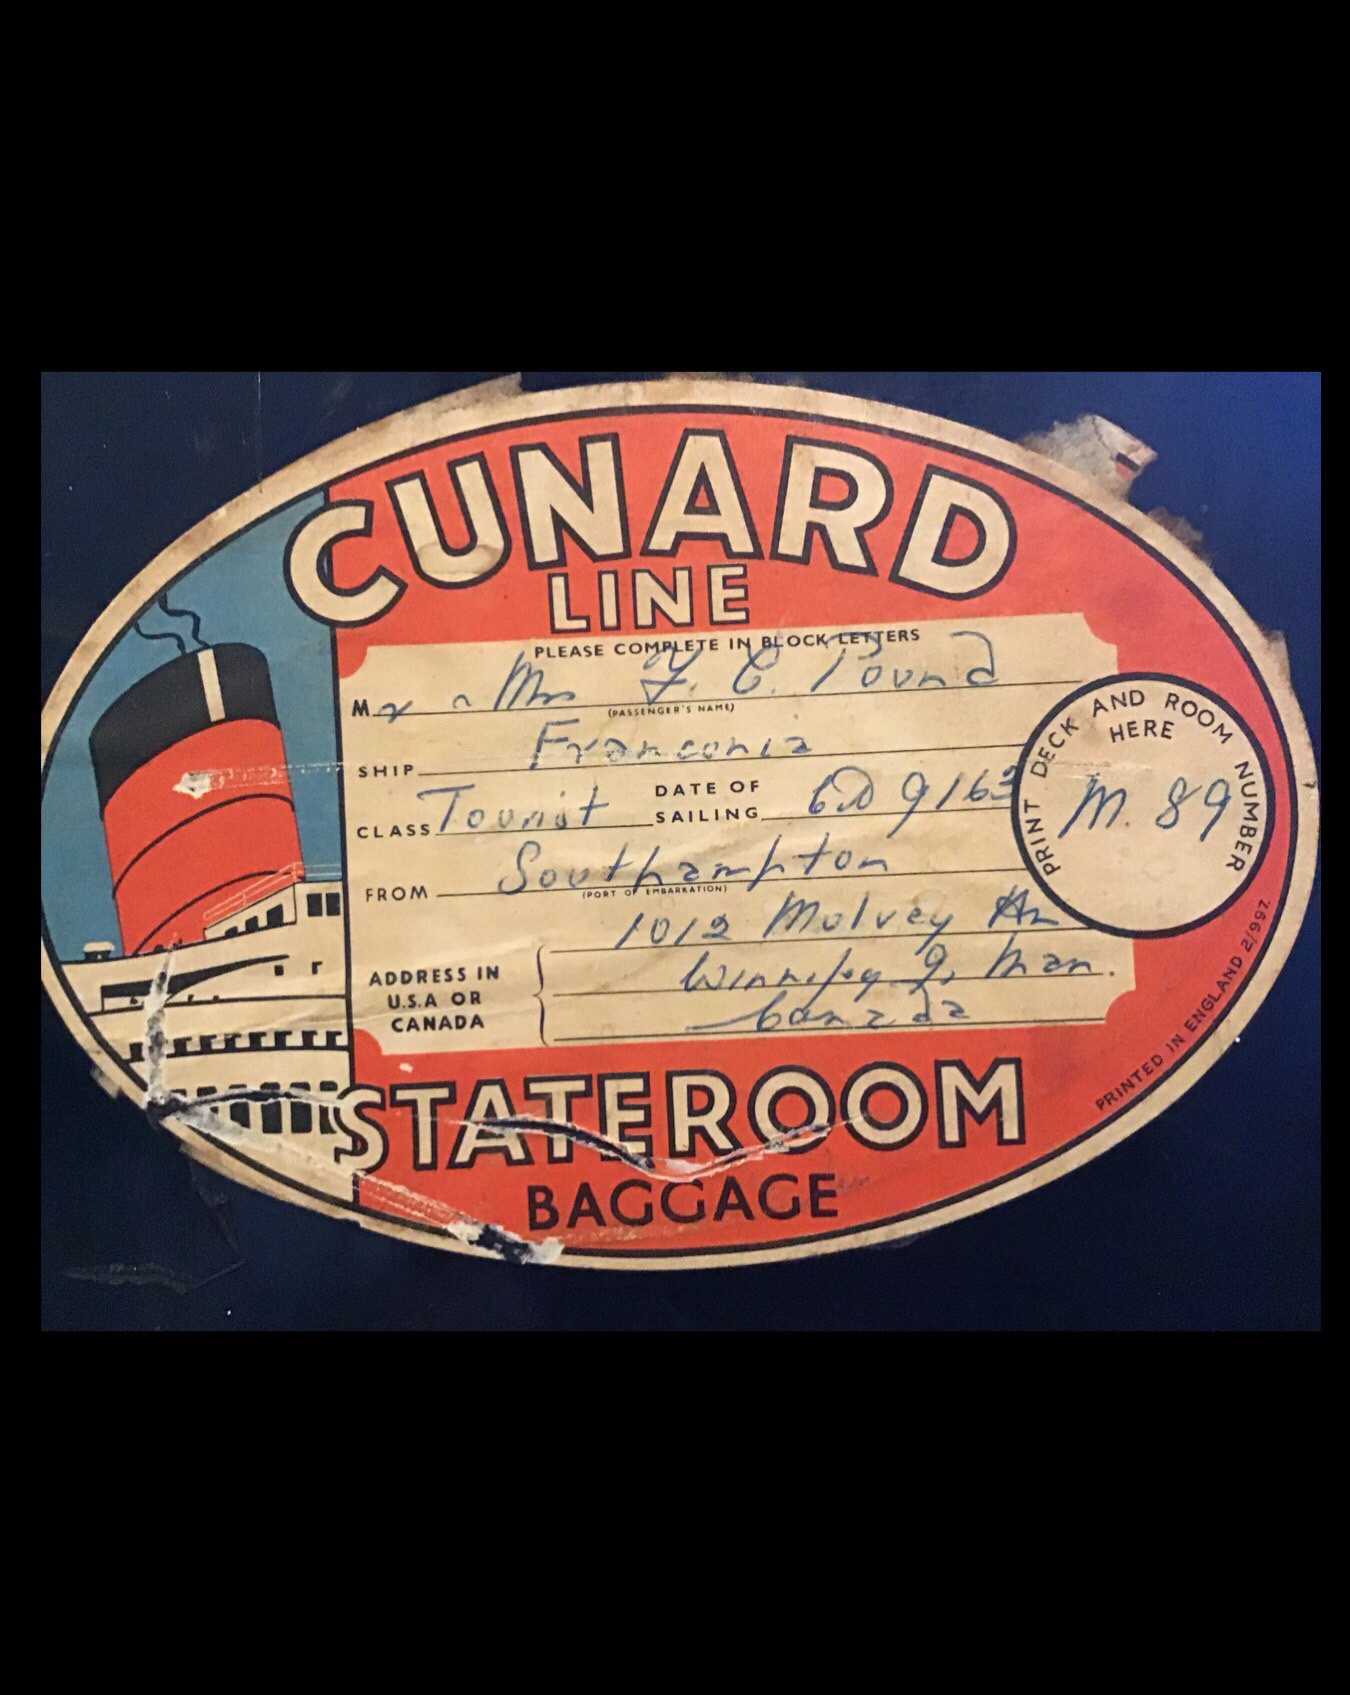 CUNARD
LINE
PLEASE COMPLETE IN BLOCK LETTERS
Mr Mrs F. C. Pound
(PASSENGER'S NAME)
SHIP Franconia
CLASS Tourist DATE OF SAILING 9/63
FROM Southampton
(PORT OF EMBARKATION)
ADDRESS IN U.S.A OR CANADA
1012 Mulvey
Winnipeg 9, Man.
Canada
PRINT DECK AND ROOM NUMBER HERE
M. 89
STATEROOM
BAGGAGE
PRINTED IN ENGLAND 2/997